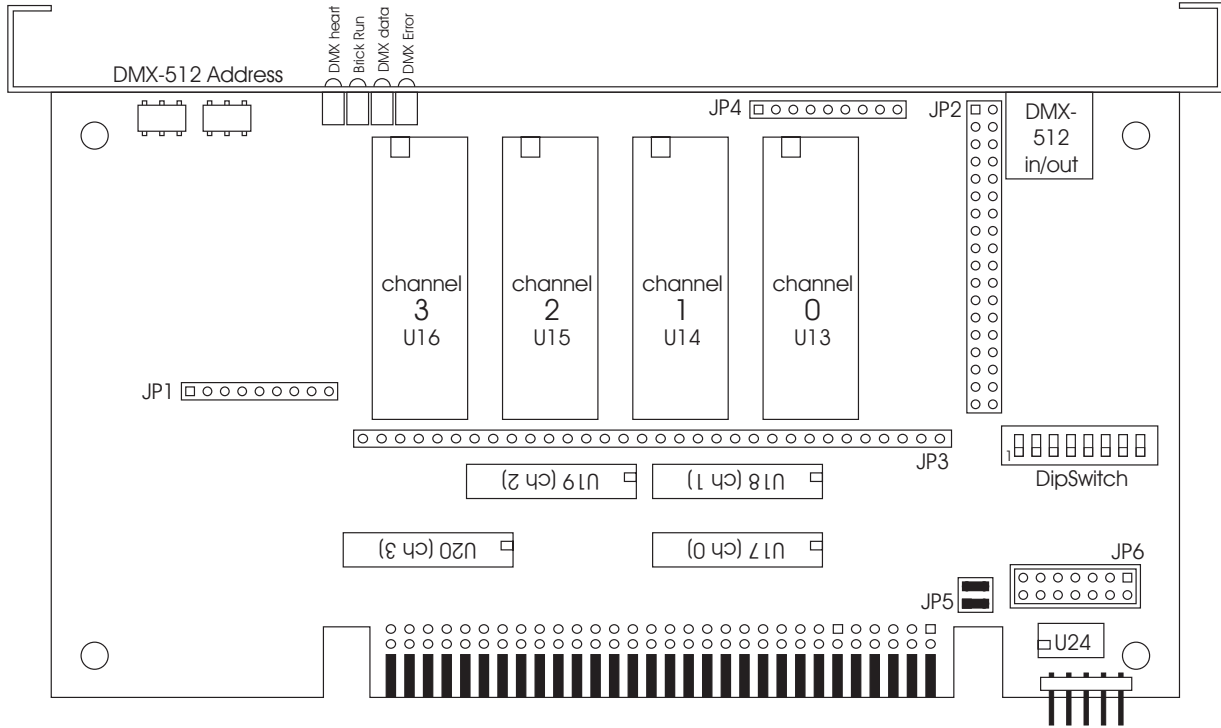 DMX heart
Brick Run
DMX data
DMX Error
DMX-512 Address
JP4
JP2
DMX-
512
in/out
channel
3
U16
channel
2
U15
channel
1
U14
channel
0
U13
JP1
JP3
1
DipSwitch
U19 (ch 2)
U18 (ch 1)
U20 (ch 3)
U17 (ch 0)
JP6
JP5
U24